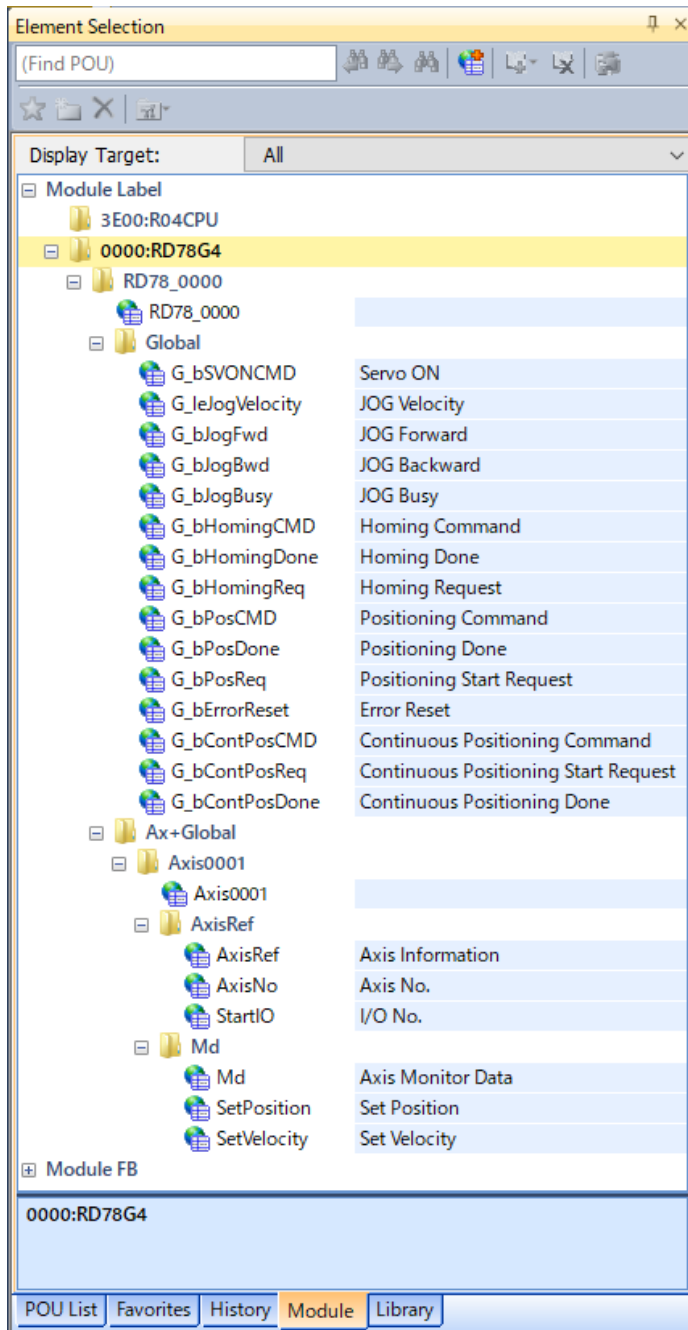 Element Selection
(Find POU)
Display Target: All
Module Label
3E00:R04CPU
0000:RD78G4
RD78_0000
RD78_0000
Global
G_bSVONCMD Servo ON
G_leJogVelocity JOG Velocity
G_bJogFwd JOG Forward
G_bJogBwd JOG Backward
G_bJogBusy JOG Busy
G_bHomingCMD Homing Command
G_bHomingDone Homing Done
G_bHomingReq Homing Request
G_bPosCMD Positioning Command
G_bPosDone Positioning Done
G_bPosReq Positioning Start Request
G_bErrorReset Error Reset
G_bContPosCMD Continuous Positioning Command
G_bContPosReq Continuous Positioning Start Request
G_bContPosDone Continuous Positioning Done
Ax+Global
Axis0001
Axis0001
AxisRef
AxisRef Axis Information
AxisNo Axis No.
StartIO I/O No.
Md
Md Axis Monitor Data
SetPosition Set Position
SetVelocity Set Velocity
Module FB
0000:RD78G4
POU List Favorites History Module Library